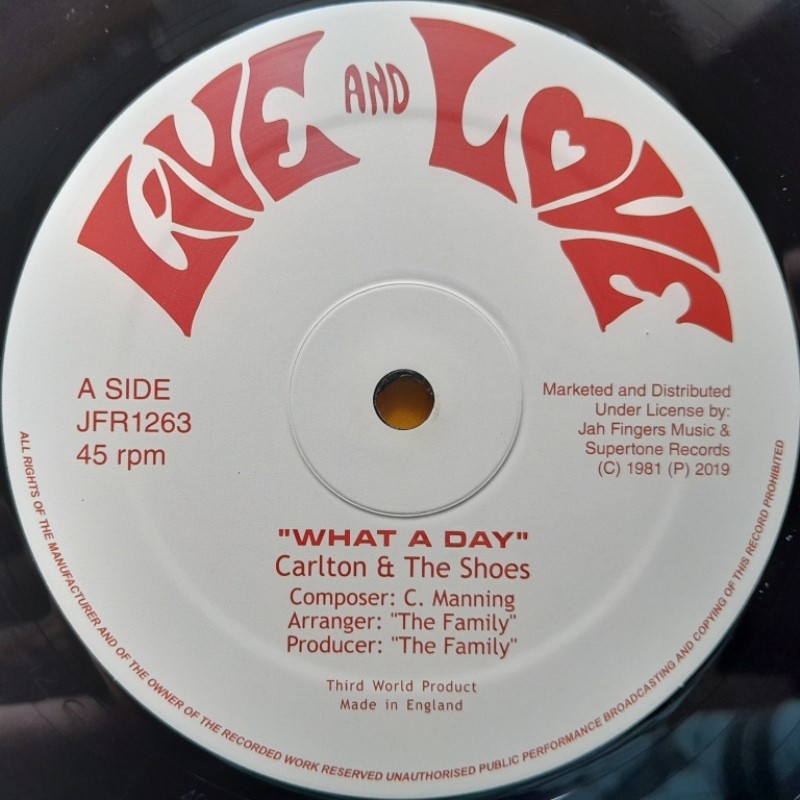 LOVE AND LOVE
A SIDE
JFR1263
45 rpm
Marketed and Distributed
Under License by:
Jah Fingers Music &
Supertone Records
(C) 1981 (P) 2019
"WHAT A DAY"
Carlton & The Shoes
Composer: C. Manning
Arranger: "The Family"
Producer: "The Family"
Third World Product
Made in England
ALL RIGHTS OF THE MANUFACTURER AND OF THE OWNER OF THE RECORDED WORK RESERVED UNAUTHORISED PUBLIC PERFORMANCE BROADCASTING AND COPYING OF THIS RECORD PROHIBITED